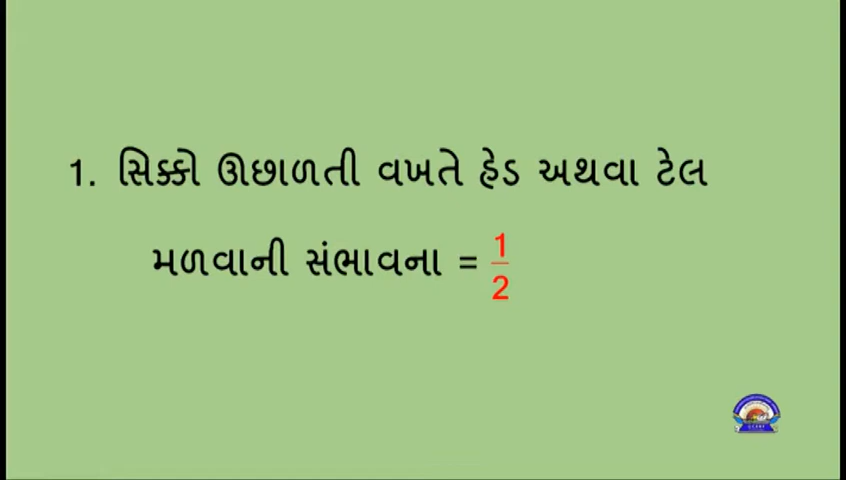 1. સિક્કો ઊછાળતી વખતે હેડ અથવા ટેલ
મળવાની સંભાવના = 1/2